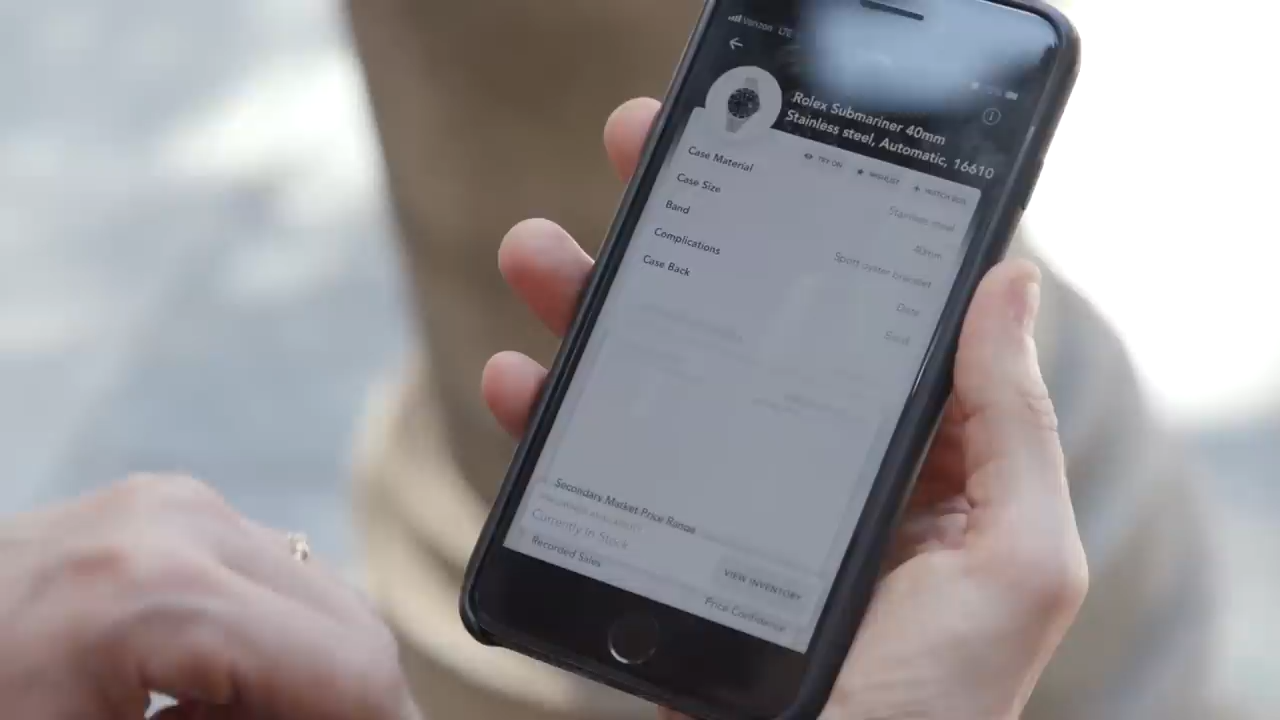 Verizon LTE
Rolex Submariner 40mm
Stainless steel, Automatic, 16610
TRY ON WISHLIST WATCH BOX
Case Material Stainless steel
Case Size 40mm
Band Sport oyster bracelet
Complications Date
Case Back Solid
Secondary Market Price Range
Currently In Stock
VIEW INVENTORY
Recorded Sales
Price Confidence